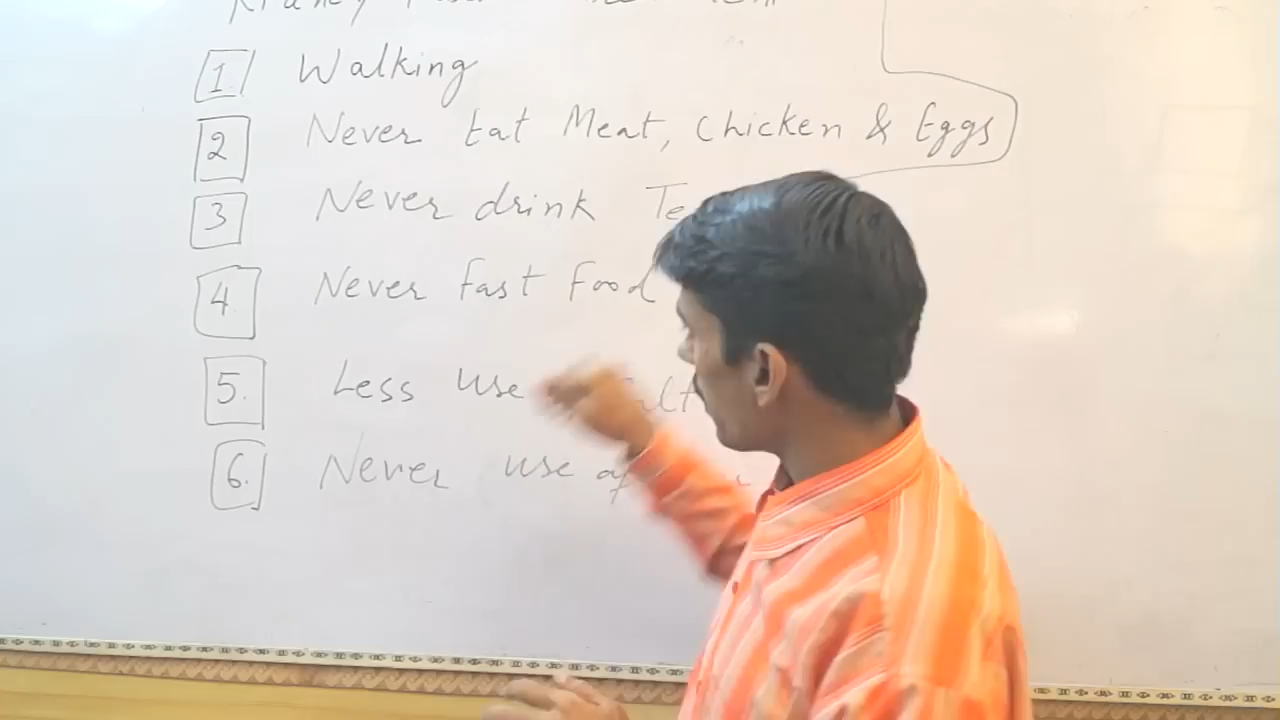 Kidney
1. Walking
2 Never Eat Meat, Chicken & Eggs
3 Never drink
4. Never Fast Food
5. Less Use
6. Never use